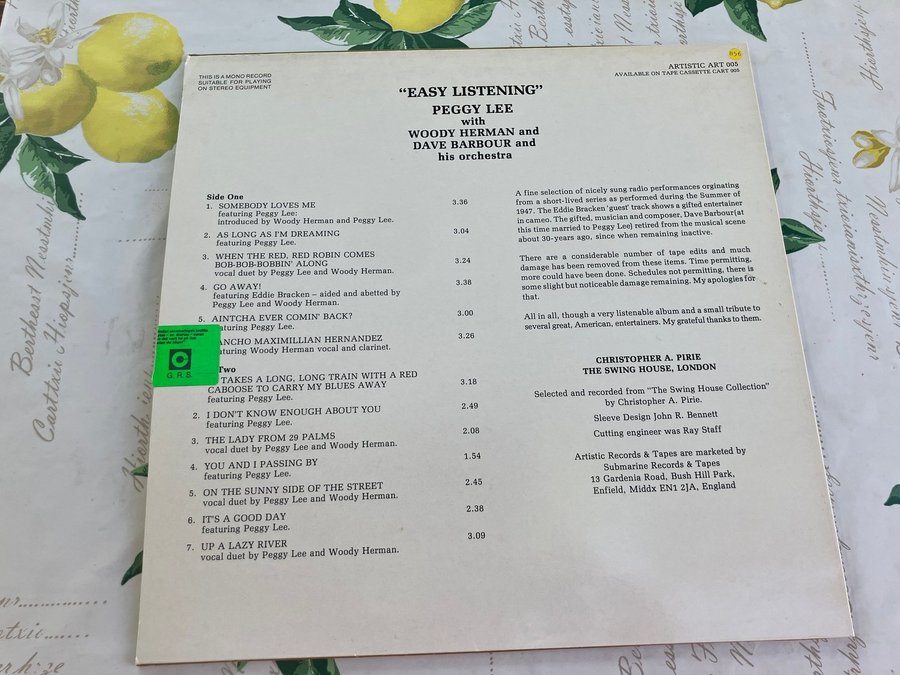 THIS IS A MONO RECORD
SUITABLE FOR PLAYING
ON STEREO EQUIPMENT
056
ARTISTIC ART 005
AVAILABLE ON TAPE CASSETTE CART 005
"EASY LISTENING"
PEGGY LEE
with
WOODY HERMAN and
DAVE BARBOUR and
his orchestra
Side One
1. SOMEBODY LOVES ME 3.36
featuring Peggy Lee:
introduced by Woody Herman and Peggy Lee.
2. AS LONG AS I'M DREAMING 3.04
featuring Peggy Lee.
3. WHEN THE RED, RED ROBIN COMES
BOB-BOB-BOBBIN' ALONG 3.24
vocal duet by Peggy Lee and Woody Herman.
4. GO AWAY! 3.38
featuring Eddie Bracken – aided and abetted by
Peggy Lee and Woody Herman.
5. AINTCHA EVER COMIN' BACK? 3.00
featuring Peggy Lee.
ANCHO MAXIMILLIAN HERNANDEZ 3.26
aturing Woody Herman vocal and clarinet.
Two
TAKES A LONG, LONG TRAIN WITH A RED
CABOOSE TO CARRY MY BLUES AWAY 3.18
featuring Peggy Lee.
2. I DON'T KNOW ENOUGH ABOUT YOU 2.49
featuring Peggy Lee.
3. THE LADY FROM 29 PALMS 2.08
vocal duet by Peggy Lee and Woody Herman.
4. YOU AND I PASSING BY 1.54
featuring Peggy Lee.
5. ON THE SUNNY SIDE OF THE STREET 2.45
vocal duet by Peggy Lee and Woody Herman.
6. IT'S A GOOD DAY 2.38
featuring Peggy Lee.
7. UP A LAZY RIVER 3.09
vocal duet by Peggy Lee and Woody Herman.
G.R.S.
A fine selection of nicely sung radio performances orginating
from a short-lived series as performed during the Summer of
1947. The Eddie Bracken 'guest' track shows a gifted entertainer
in cameo. The gifted, musician and composer, Dave Barbour(at
this time married to Peggy Lee) retired from the musical scene
about 30-years ago, since when remaining inactive.
There are a considerable number of tape edits and much
damage has been removed from these items. Time permitting,
more could have been done. Schedules not permitting, there is
some slight but noticeable damage remaining. My apologies for
that.
All in all, though a very listenable album and a small tribute to
several great, American, entertainers. My grateful thanks to them.
CHRISTOPHER A. PIRIE
THE SWING HOUSE, LONDON
Selected and recorded from "The Swing House Collection"
by Christopher A. Pirie.
Sleeve Design John R. Bennett
Cutting engineer was Ray Staff
Artistic Records & Tapes are marketed by
Submarine Records & Tapes
13 Gardenia Road, Bush Hill Park,
Enfield, Middx EN1 2JA, England